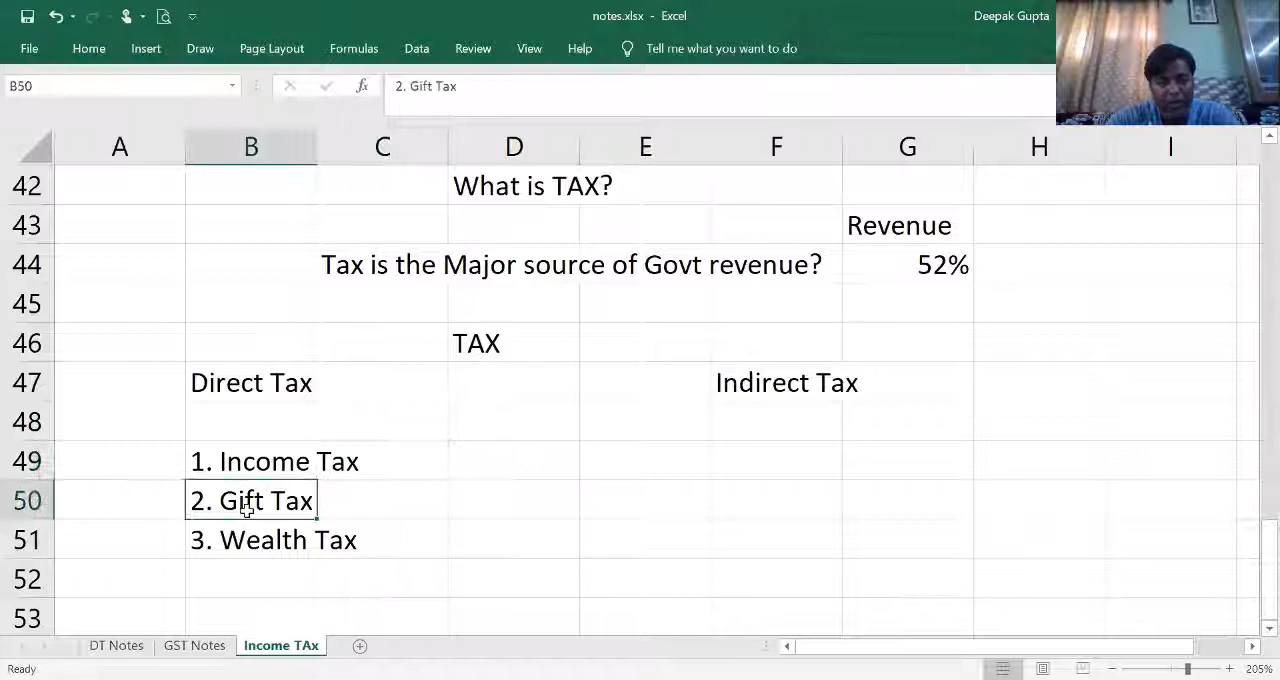 notes.xlsx - Excel
Deepak Gupta
File Home Insert Draw Page Layout Formulas Data Review View Help Tell me what you want to do
B50 fx 2. Gift Tax
A B C D E F G H I
42 What is TAX?
43 Revenue
44 Tax is the Major source of Govt revenue? 52%
45
46 TAX
47 Direct Tax Indirect Tax
48
49 1. Income Tax
50 2. Gift Tax
51 3. Wealth Tax
52
53
DT Notes GST Notes Income TAx
Ready 205%